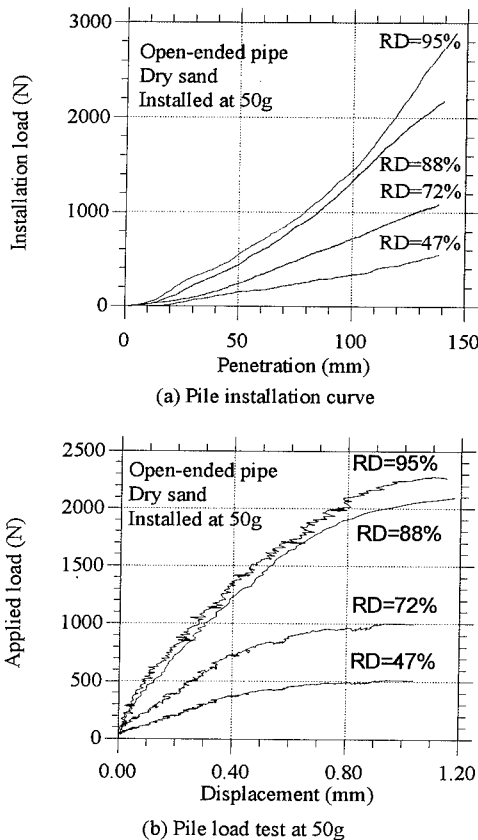 Installation load (N)
3000
2000
1000
0
Open-ended pipe
Dry sand
Installed at 50g
RD=95%
RD=88%
RD=72%
RD=47%
0
50
100
150
Penetration (mm)
(a) Pile installation curve
Applied load (N)
2500
2000
1500
1000
500
0
Open-ended pipe
Dry sand
Installed at 50g
RD=95%
RD=88%
RD=72%
RD=47%
0.00
0.40
0.80
1.20
Displacement (mm)
(b) Pile load test at 50g